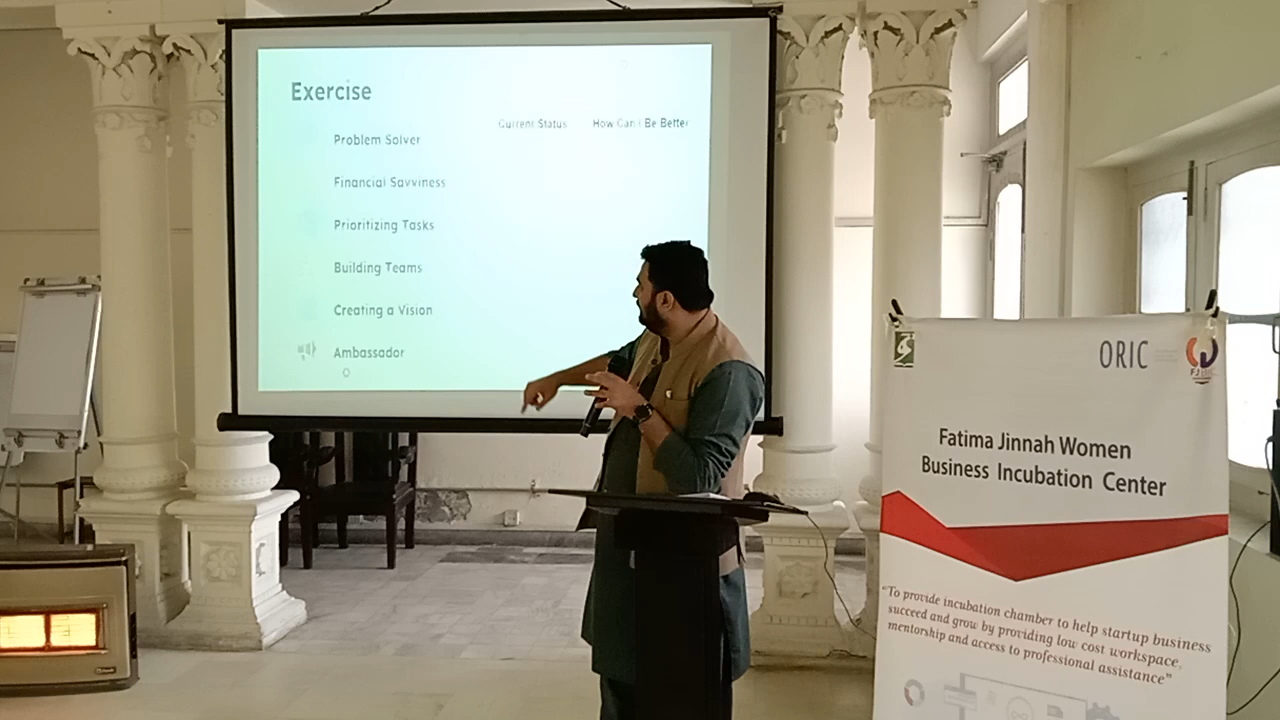 Exercise
Current Status
How Can I Be Better
Problem Solver
Financial Savviness
Prioritizing Tasks
Building Teams
Creating a Vision
Ambassador
ORIC
Fatima Jinnah Women
Business Incubation Center
"To provide incubation chamber to help startup business
succeed and grow by providing low cost workspace,
mentorship and access to professional assistance"